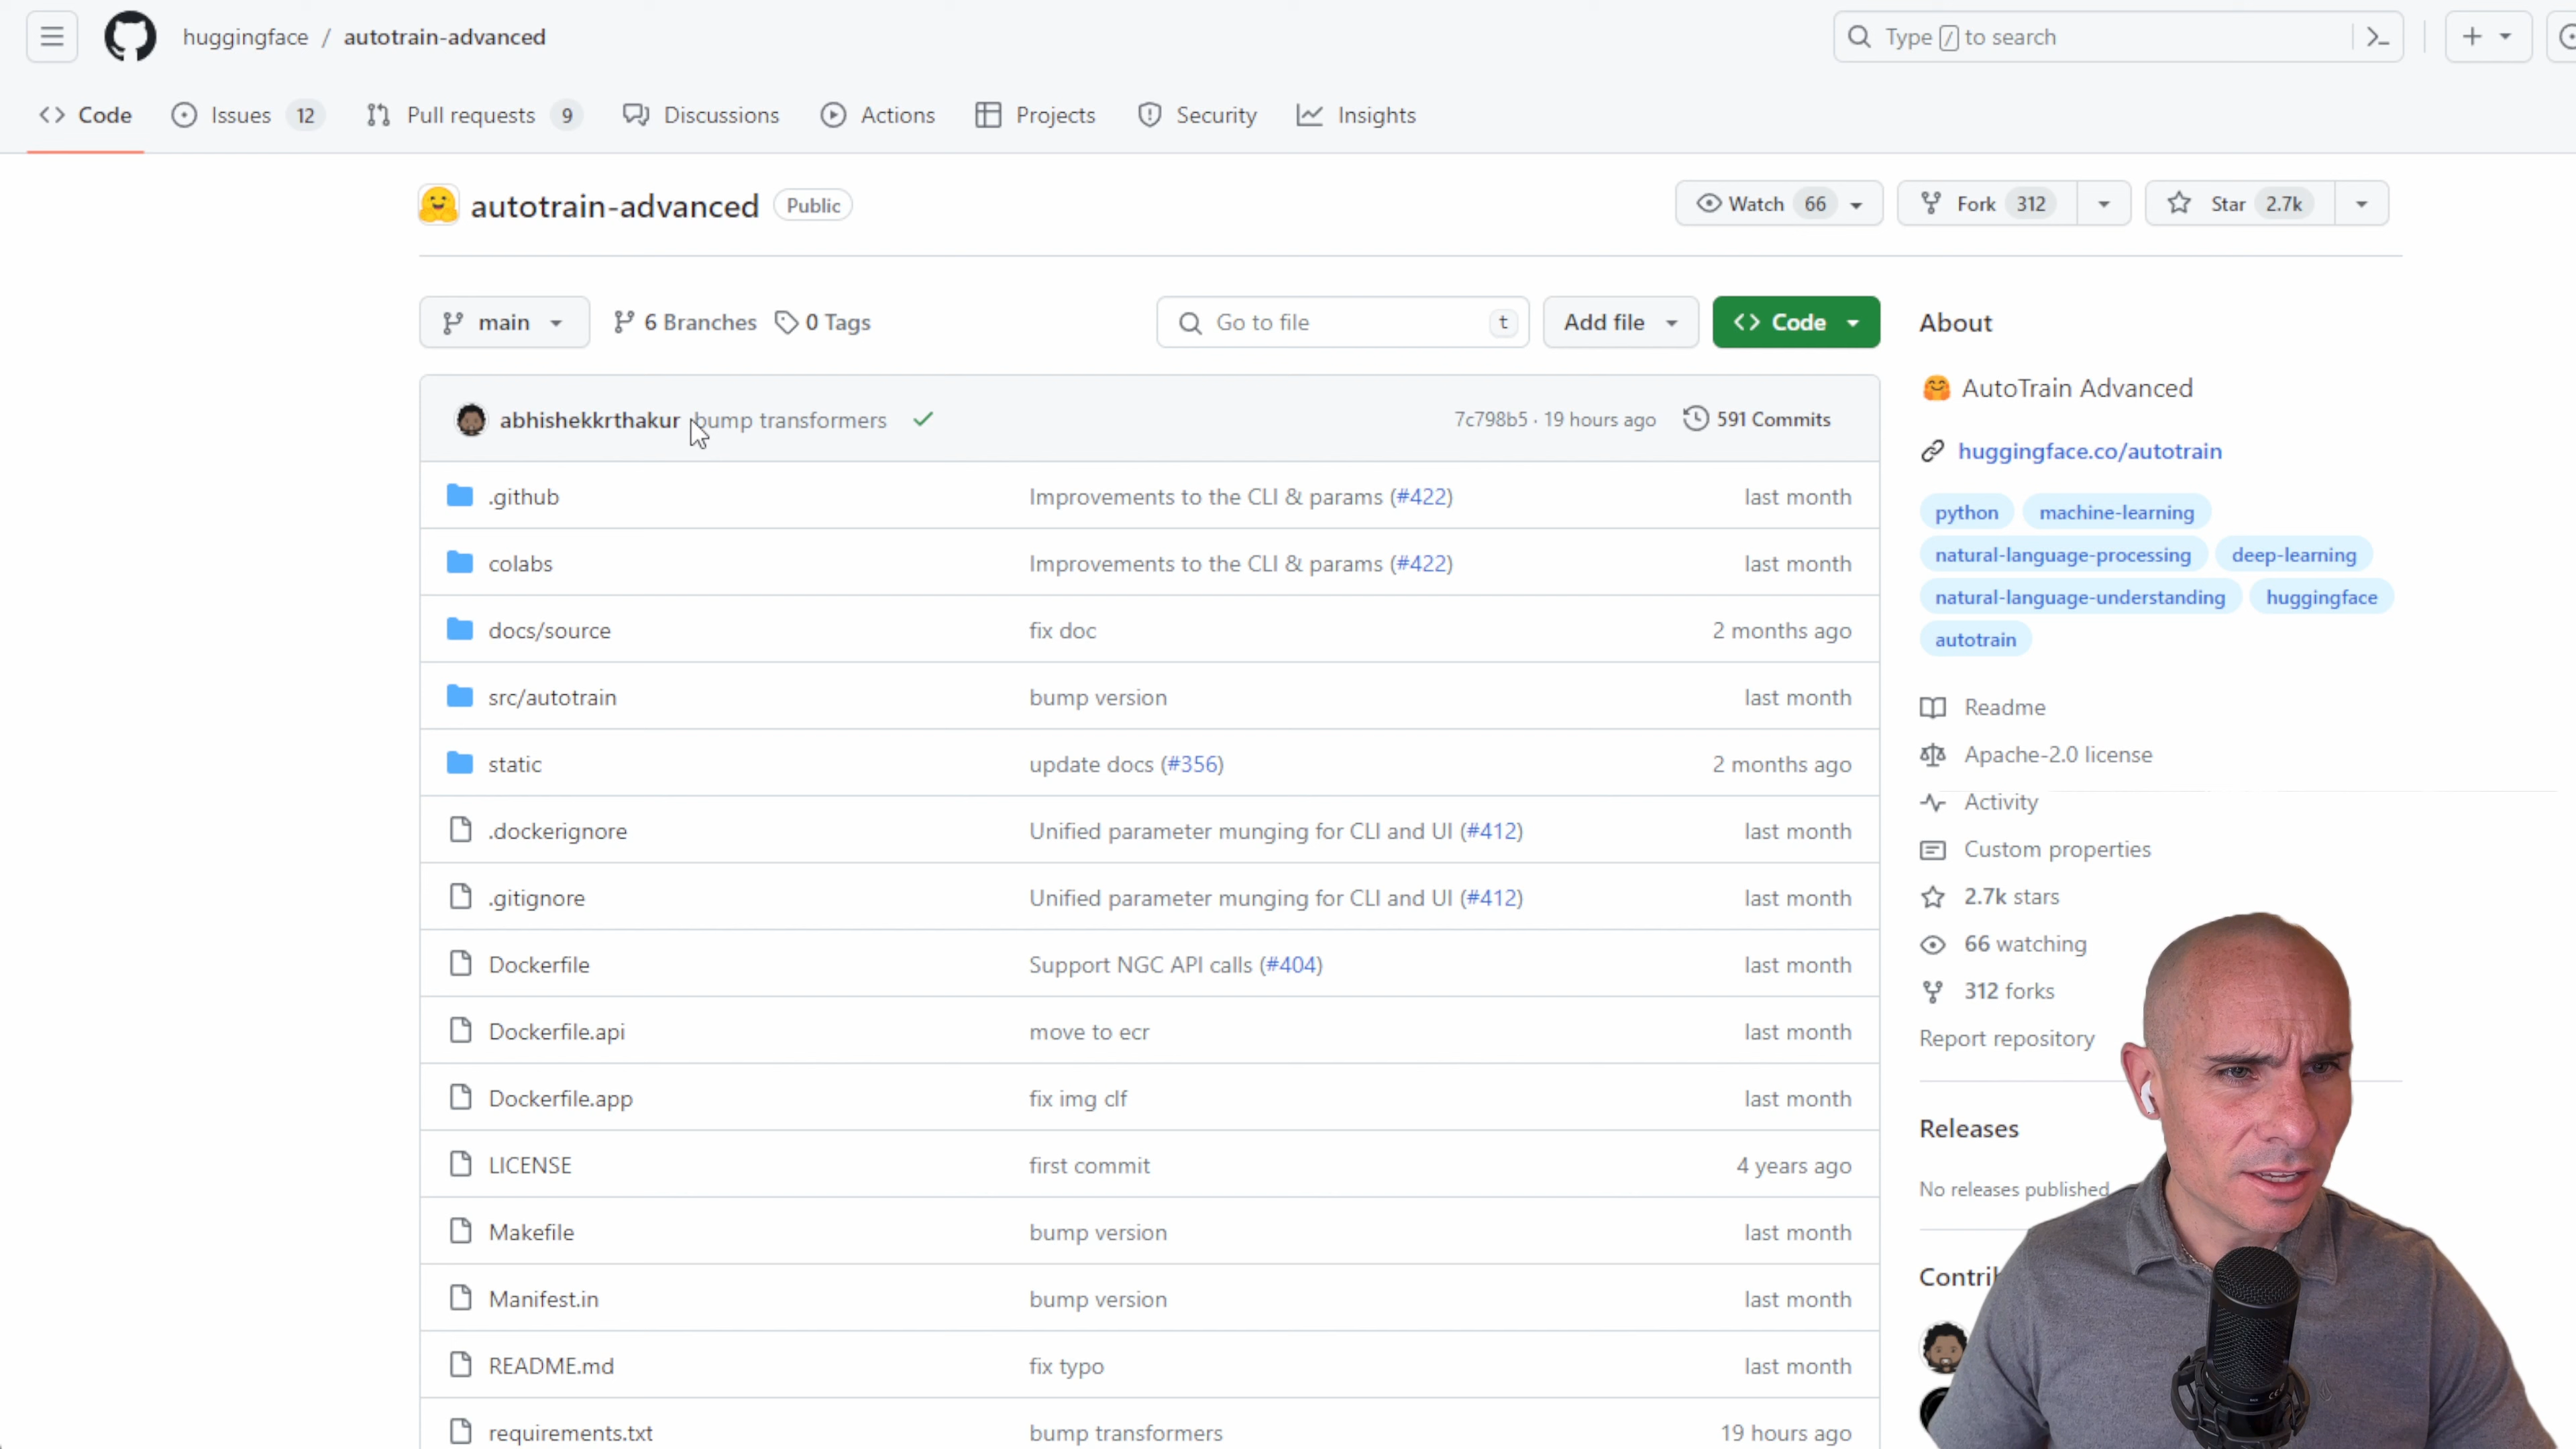 huggingface / autotrain-advanced
Type / to search
Code
Issues 12
Pull requests 9
Discussions
Actions
Projects
Security
Insights
autotrain-advanced Public
Watch 66
Fork 312
Star 2.7k
main
6 Branches
0 Tags
Go to file t
Add file
Code
abhishekkrthakur bump transformers
7c798b5 · 19 hours ago
591 Commits
.github Improvements to the CLI & params (#422) last month
colabs Improvements to the CLI & params (#422) last month
docs/source fix doc 2 months ago
src/autotrain bump version last month
static update docs (#356) 2 months ago
.dockerignore Unified parameter munging for CLI and UI (#412) last month
.gitignore Unified parameter munging for CLI and UI (#412) last month
Dockerfile Support NGC API calls (#404) last month
Dockerfile.api move to ecr last month
Dockerfile.app fix img clf last month
LICENSE first commit 4 years ago
Makefile bump version last month
Manifest.in bump version last month
README.md fix typo last month
requirements.txt bump transformers 19 hours ago
About
AutoTrain Advanced
huggingface.co/autotrain
python machine-learning
natural-language-processing deep-learning
natural-language-understanding huggingface
autotrain
Readme
Apache-2.0 license
Activity
Custom properties
2.7k stars
66 watching
312 forks
Report repository
Releases
No releases published